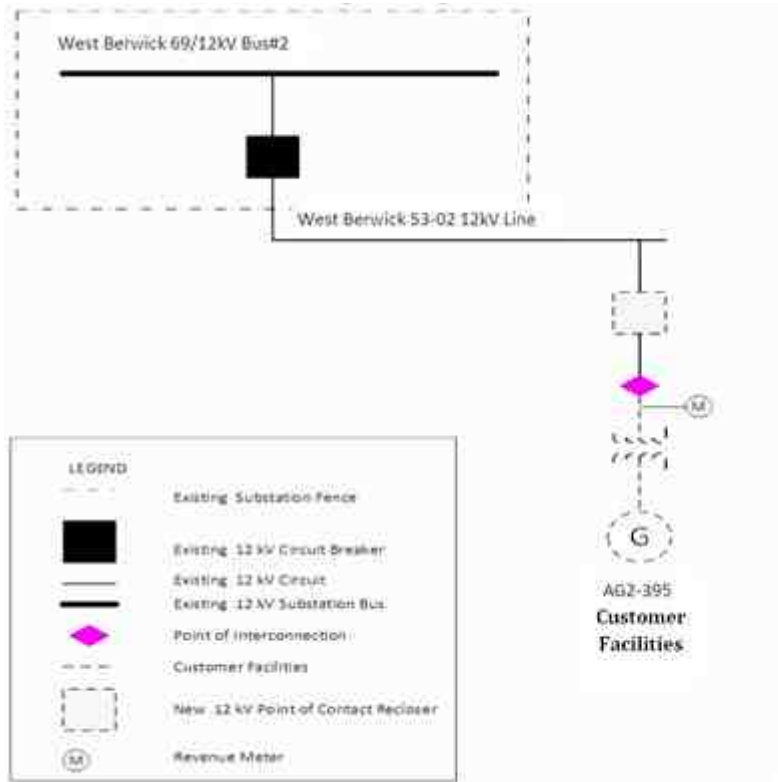 West Berwick 69/12kV Bus#2
West Berwick 53-02 12kV Line
M
G
AG2-395
Customer
Facilities
LEGEND
Existing Substation Fence
Existing 12 kV Circuit Breaker
Existing 12 kV Circuit
Existing 12 kV Substation Bus
Point of Interconnection
Customer Facilities
New 12 kV Point of Contact Recloser
M Revenue Meter